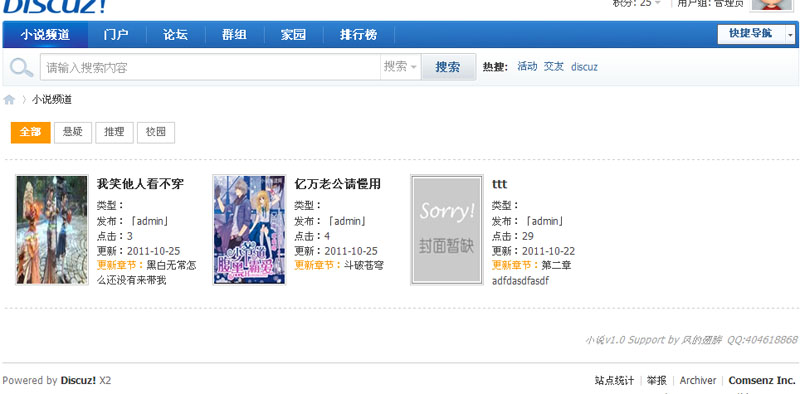 Discuz!
积分: 25 | 用户组: 管理员
小说频道 门户 论坛 群组 家园 排行榜 快捷导航
请输入搜索内容 搜索 搜索 热搜: 活动 交友 discuz
小说频道
全部 悬疑 推理 校园
我笑他人看不穿
类型：
发布：「admin」
点击：3
更新：2011-10-25
更新章节：黑白无常怎
么还没有来带我
亿万老公请慢用
类型：
发布：「admin」
点击：4
更新：2011-10-25
更新章节：斗破苍穹
Sorry!
封面暂缺
ttt
类型：
发布：「admin」
点击：29
更新：2011-10-22
更新章节：第二章
adfdasdfasdf
小说v1.0 Support by 风的翅膀 QQ:404618868
Powered by Discuz! X2
站点统计 | 举报 | Archiver | Comsenz Inc.